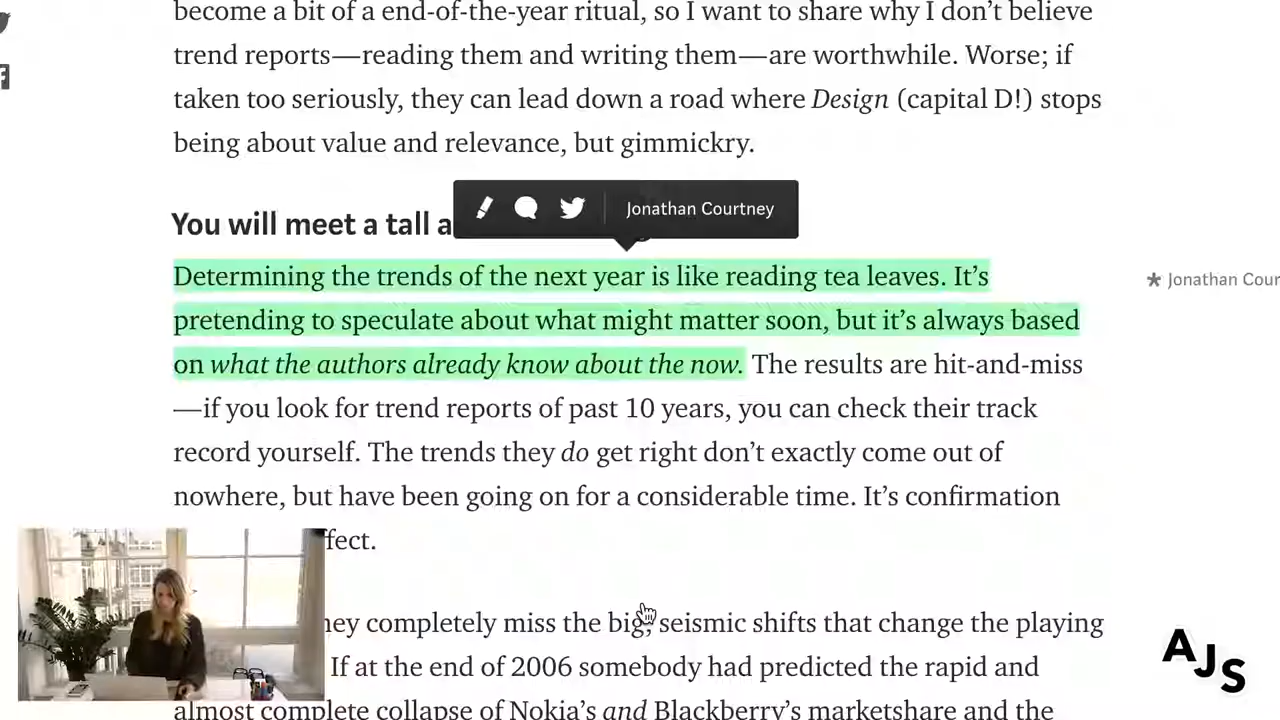 become a bit of a end-of-the-year ritual, so I want to share why I don’t believe
trend reports—reading them and writing them—are worthwhile. Worse; if
taken too seriously, they can lead down a road where Design (capital D!) stops
being about value and relevance, but gimmickry.
Jonathan Courtney
You will meet a tall a
Determining the trends of the next year is like reading tea leaves. It’s
* Jonathan Cour
pretending to speculate about what might matter soon, but it’s always based
on what the authors already know about the now. The results are hit-and-miss
—if you look for trend reports of past 10 years, you can check their track
record yourself. The trends they do get right don’t exactly come out of
nowhere, but have been going on for a considerable time. It’s confirmation
fect.
hey completely miss the big, seismic shifts that change the playing
If at the end of 2006 somebody had predicted the rapid and
almost complete collapse of Nokia’s and Blackberry’s marketshare and the
AJS